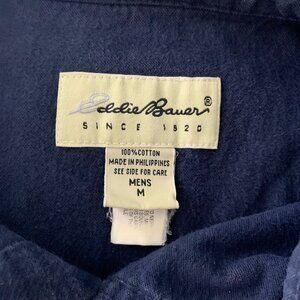 Eddie Bauer®
SINCE 1920
100% COTTON
MADE IN PHILIPPINES
SEE SIDE FOR CARE
MENS
M